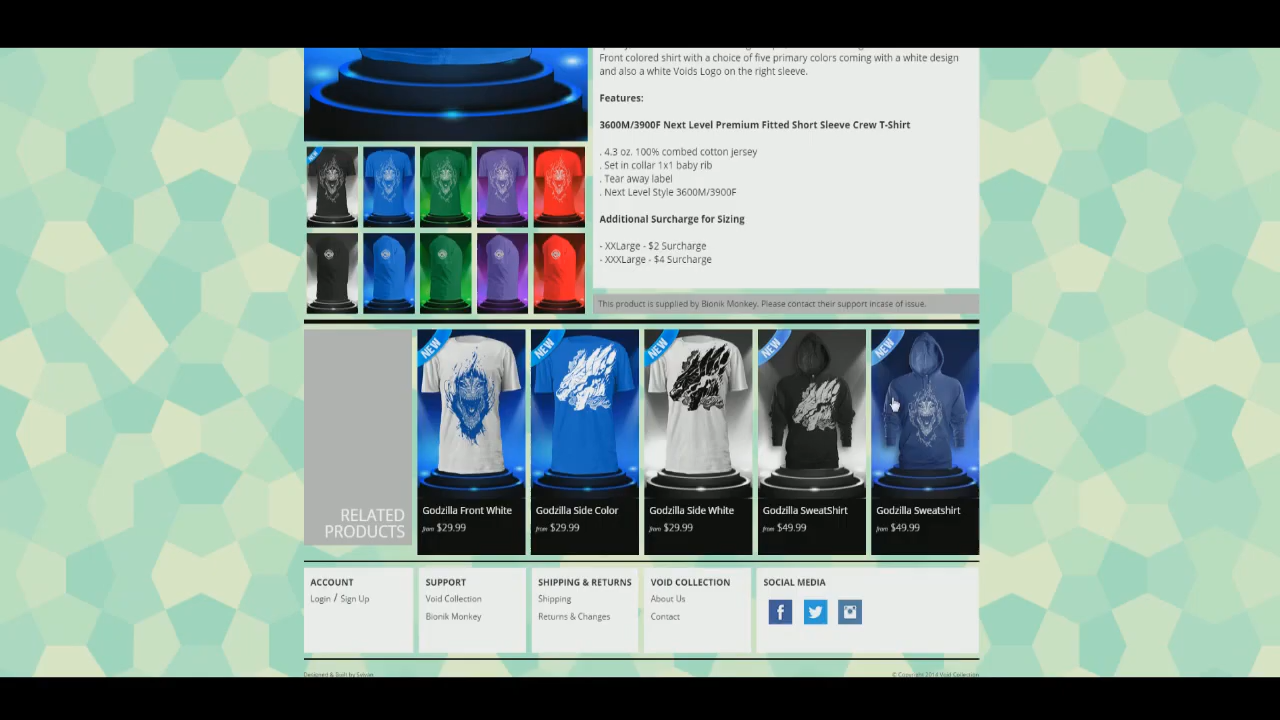 Front colored shirt with a choice of five primary colors coming with a white design
and also a white Voids Logo on the right sleeve.
Features:
3600M/3900F Next Level Premium Fitted Short Sleeve Crew T-Shirt
. 4.3 oz. 100% combed cotton jersey
. Set in collar 1x1 baby rib
. Tear away label
. Next Level Style 3600M/3900F
Additional Surcharge for Sizing
- XXLarge - $2 Surcharge
- XXXLarge - $4 Surcharge
This product is supplied by Bionik Monkey. Please contact their support incase of issue.
RELATED
PRODUCTS
NEW
NEW
NEW
NEW
NEW
Godzilla Front White
from $29.99
Godzilla Side Color
from $29.99
Godzilla Side White
from $29.99
Godzilla SweatShirt
from $49.99
Godzilla Sweatshirt
from $49.99
ACCOUNT
Login / Sign Up
SUPPORT
Void Collection
Bionik Monkey
SHIPPING & RETURNS
Shipping
Returns & Changes
VOID COLLECTION
About Us
Contact
SOCIAL MEDIA
© Copyright 2014 Void Collection